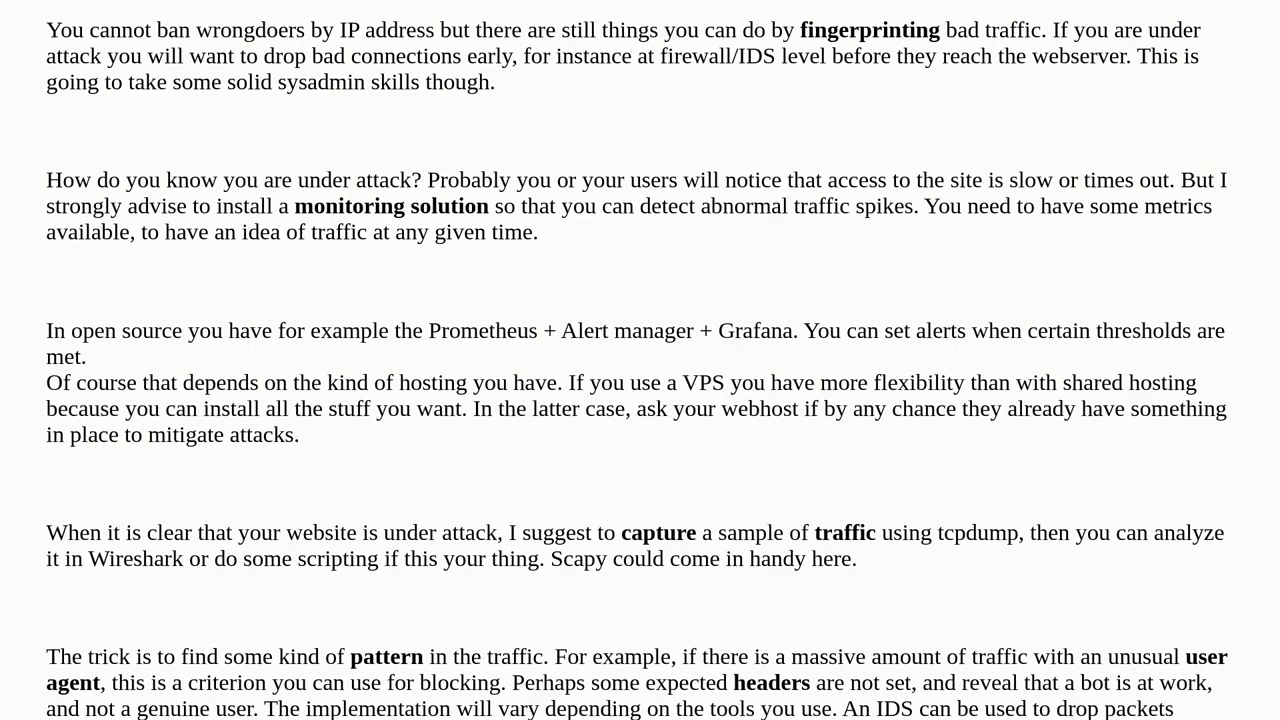 You cannot ban wrongdoers by IP address but there are still things you can do by fingerprinting bad traffic. If you are under
attack you will want to drop bad connections early, for instance at firewall/IDS level before they reach the webserver. This is
going to take some solid sysadmin skills though.
How do you know you are under attack? Probably you or your users will notice that access to the site is slow or times out. But I
strongly advise to install a monitoring solution so that you can detect abnormal traffic spikes. You need to have some metrics
available, to have an idea of traffic at any given time.
In open source you have for example the Prometheus + Alert manager + Grafana. You can set alerts when certain thresholds are
met.
Of course that depends on the kind of hosting you have. If you use a VPS you have more flexibility than with shared hosting
because you can install all the stuff you want. In the latter case, ask your webhost if by any chance they already have something
in place to mitigate attacks.
When it is clear that your website is under attack, I suggest to capture a sample of traffic using tcpdump, then you can analyze
it in Wireshark or do some scripting if this your thing. Scapy could come in handy here.
The trick is to find some kind of pattern in the traffic. For example, if there is a massive amount of traffic with an unusual user
agent, this is a criterion you can use for blocking. Perhaps some expected headers are not set, and reveal that a bot is at work,
and not a genuine user. The implementation will vary depending on the tools you use. An IDS can be used to drop packets